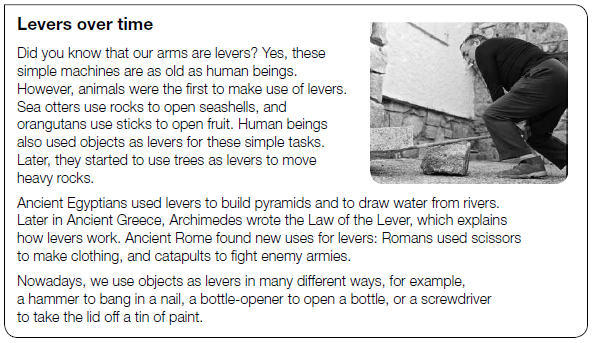 Levers over time
Did you know that our arms are levers? Yes, these
simple machines are as old as human beings.
However, animals were the first to make use of levers.
Sea otters use rocks to open seashells, and
orangutans use sticks to open fruit. Human beings
also used objects as levers for these simple tasks.
Later, they started to use trees as levers to move
heavy rocks.
Ancient Egyptians used levers to build pyramids and to draw water from rivers.
Later in Ancient Greece, Archimedes wrote the Law of the Lever, which explains
how levers work. Ancient Rome found new uses for levers: Romans used scissors
to make clothing, and catapults to fight enemy armies.
Nowadays, we use objects as levers in many different ways, for example,
a hammer to bang in a nail, a bottle-opener to open a bottle, or a screwdriver
to take the lid off a tin of paint.